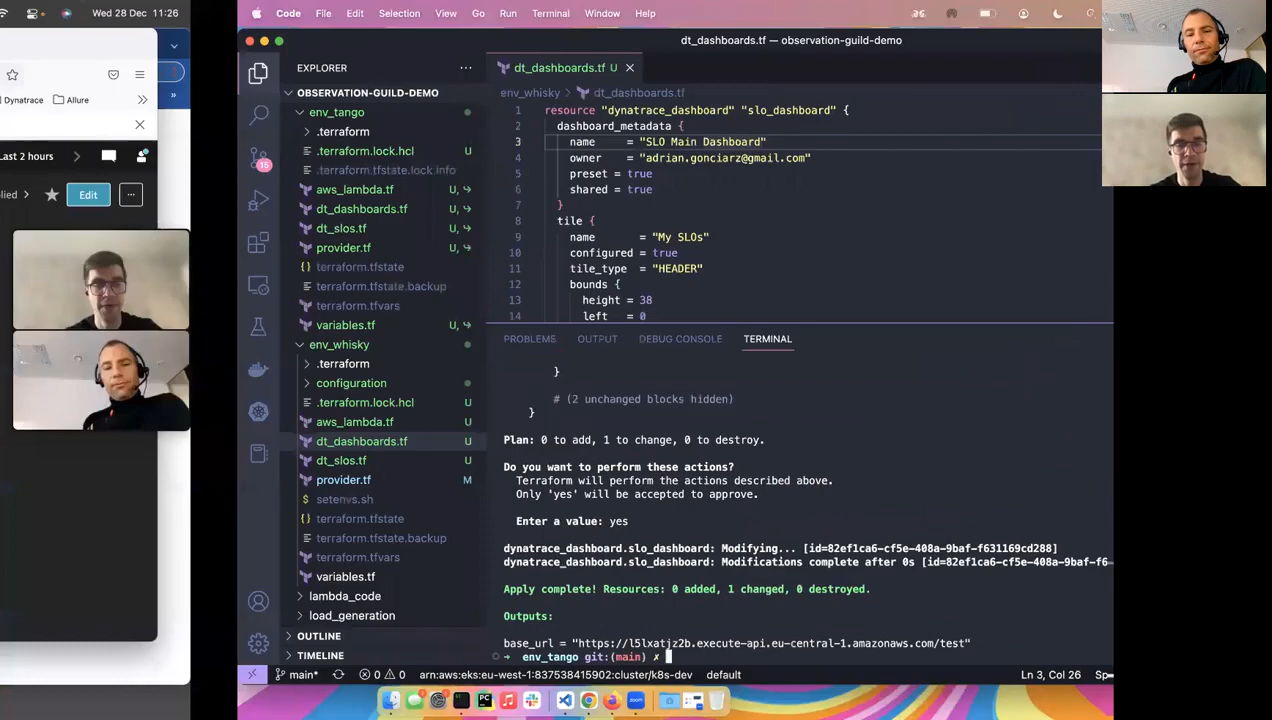 Wed 28 Dec 11:26
Dynatrace
Allure
Last 2 hours
Edit
Code File Edit Selection View Go Run Terminal Window Help
dt_dashboards.tf — observation-guild-demo
EXPLORER
OBSERVATION-GUILD-DEMO
env_tango
.terraform
.terraform.lock.hcl U
.terraform.tfstate.lock.info
aws_lambda.tf U,
dt_dashboards.tf U,
dt_slos.tf U,
provider.tf U,
terraform.tfstate
terraform.tfstate.backup
terraform.tfvars
variables.tf U,
env_whisky
.terraform
configuration
.terraform.lock.hcl U
aws_lambda.tf U
dt_dashboards.tf U
dt_slos.tf U
provider.tf M
setenvs.sh
terraform.tfstate
terraform.tfstate.backup
terraform.tfvars
variables.tf
lambda_code
load_generation
OUTLINE
TIMELINE
15
dt_dashboards.tf U
env_whisky > dt_dashboards.tf
1 resource "dynatrace_dashboard" "slo_dashboard" {
2 dashboard_metadata {
3 name = "SLO Main Dashboard"
4 owner = "adrian.gonciarz@gmail.com"
5 preset = true
6 shared = true
7 }
8 tile {
9 name = "My SLOs"
10 configured = true
11 tile_type = "HEADER"
12 bounds {
13 height = 38
14 left = 0
PROBLEMS OUTPUT DEBUG CONSOLE TERMINAL
}
# (2 unchanged blocks hidden)
}
Plan: 0 to add, 1 to change, 0 to destroy.
Do you want to perform these actions?
Terraform will perform the actions described above.
Only 'yes' will be accepted to approve.
Enter a value: yes
dynatrace_dashboard.slo_dashboard: Modifying... [id=82ef1ca6-cf5e-408a-9baf-f631169cd288]
dynatrace_dashboard.slo_dashboard: Modifications complete after 0s [id=82ef1ca6-cf5e-408a-9baf-f6
Apply complete! Resources: 0 added, 1 changed, 0 destroyed.
Outputs:
base_url = "https://l5lxatjz2b.execute-api.eu-central-1.amazonaws.com/test"
➜ env_tango git:(main) ✗
main* 0 0 arn:aws:eks:eu-west-1:837538415902:cluster/k8s-dev default Ln 3, Col 26